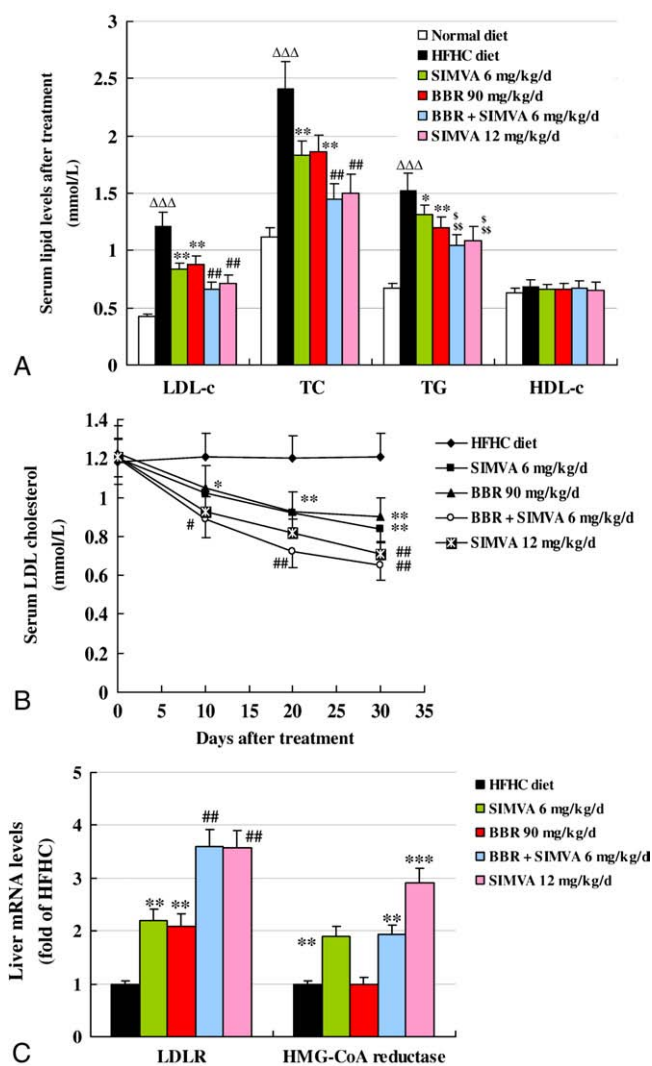 Normal diet
HFHC diet
SIMVA 6 mg/kg/d
BBR 90 mg/kg/d
BBR + SIMVA 6 mg/kg/d
SIMVA 12 mg/kg/d
Serum lipid levels after treatment
(mmol/L)
3
2.5
2
1.5
1
0.5
0
ΔΔΔ
**
**
##
##
ΔΔΔ
**
**
##
##
ΔΔΔ
*
**
$
$$
$
$$
LDL-c
TC
TG
HDL-c
A
Serum LDL cholesterol
(mmol/L)
1.4
1.2
1
0.8
0.6
0.4
0.2
0
*
**
**
**
#
##
##
##
0
5
10
15
20
25
30
35
Days after treatment
HFHC diet
SIMVA 6 mg/kg/d
BBR 90 mg/kg/d
BBR + SIMVA 6 mg/kg/d
SIMVA 12 mg/kg/d
B
Liver mRNA levels
(fold of HFHC)
5
4
3
2
1
0
**
**
##
##
**
**
***
LDLR
HMG-CoA reductase
HFHC diet
SIMVA 6 mg/kg/d
BBR 90 mg/kg/d
BBR + SIMVA 6 mg/kg/d
SIMVA 12 mg/kg/d
C